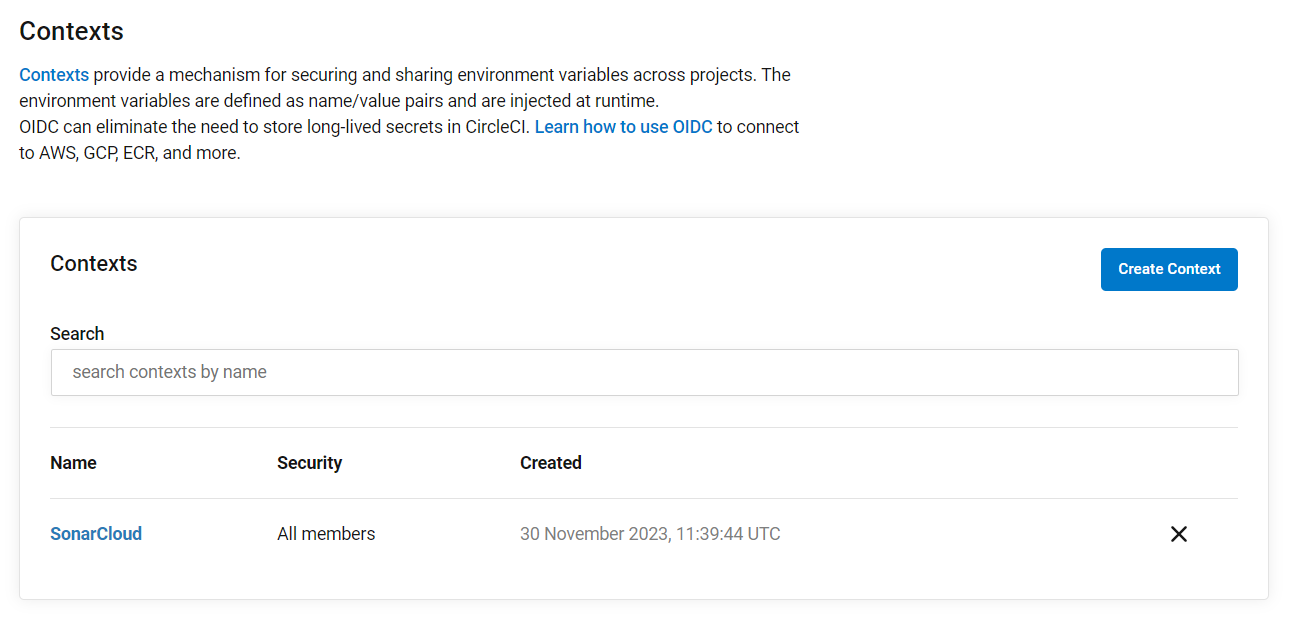 Contexts
Contexts provide a mechanism for securing and sharing environment variables across projects. The
environment variables are defined as name/value pairs and are injected at runtime.
OIDC can eliminate the need to store long-lived secrets in CircleCI. Learn how to use OIDC to connect
to AWS, GCP, ECR, and more.
Contexts
Create Context
Search
search contexts by name
Name Security Created
SonarCloud All members 30 November 2023, 11:39:44 UTC